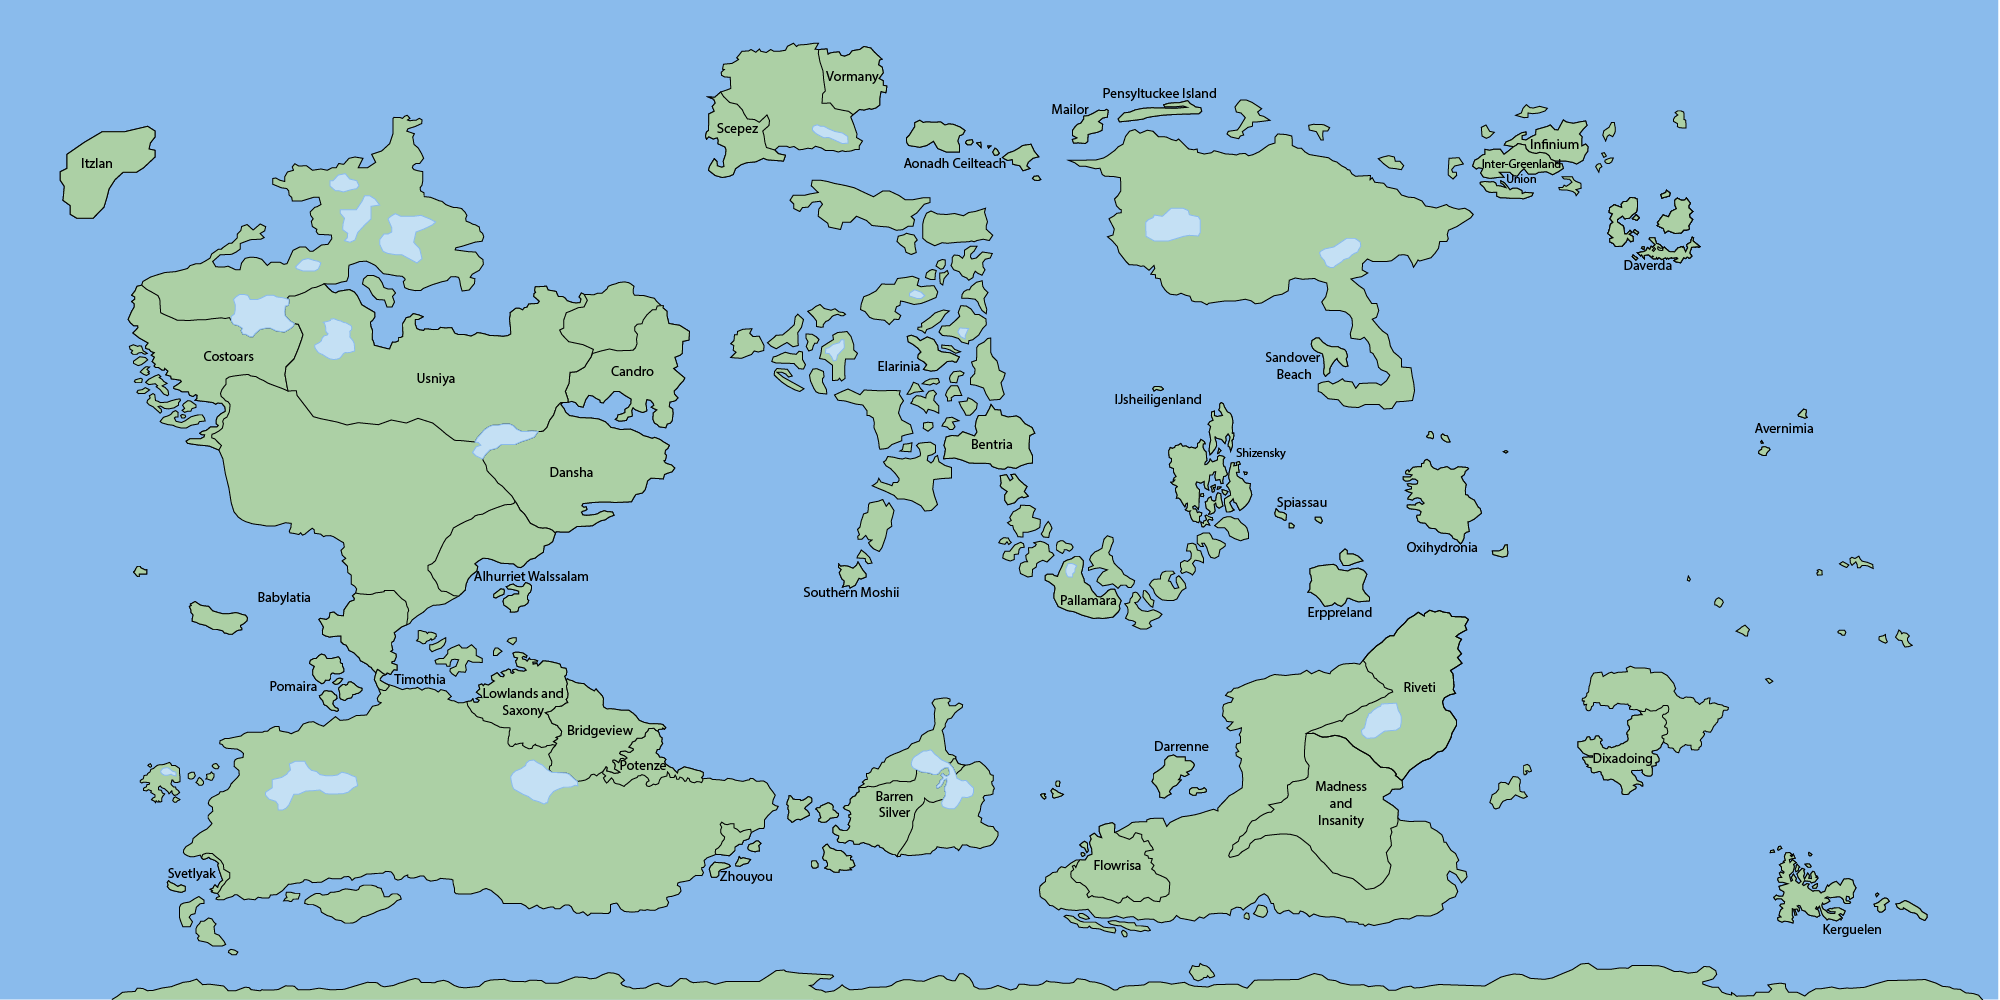 Vormany
Pensyltuckee Island
Mailor
Scepez
Itzlan
Aonadh Ceilteach
Infinium
Inter-Greenland
Union
Daverda
Costoars
Usniya
Candro
Elarinia
Sandover
Beach
IJsheiligenland
Avernimia
Bentria
Shizensky
Dansha
Spiassau
Oxihydronia
Alhurriet Walssalam
Babylatia
Southern Moshii
Pallamara
Erppreland
Timothia
Pomaira
Lowlands and
Saxony
Riveti
Bridgeview
Darrenne
Potenze
Dixadoing
Madness
and
Insanity
Barren
Silver
Flowrisa
Svetlyak
Zhouyou
Kerguelen